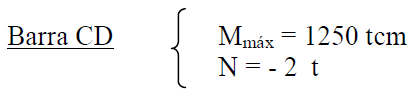 Barra CD { Mmáx = 1250 tcm
N = - 2 t